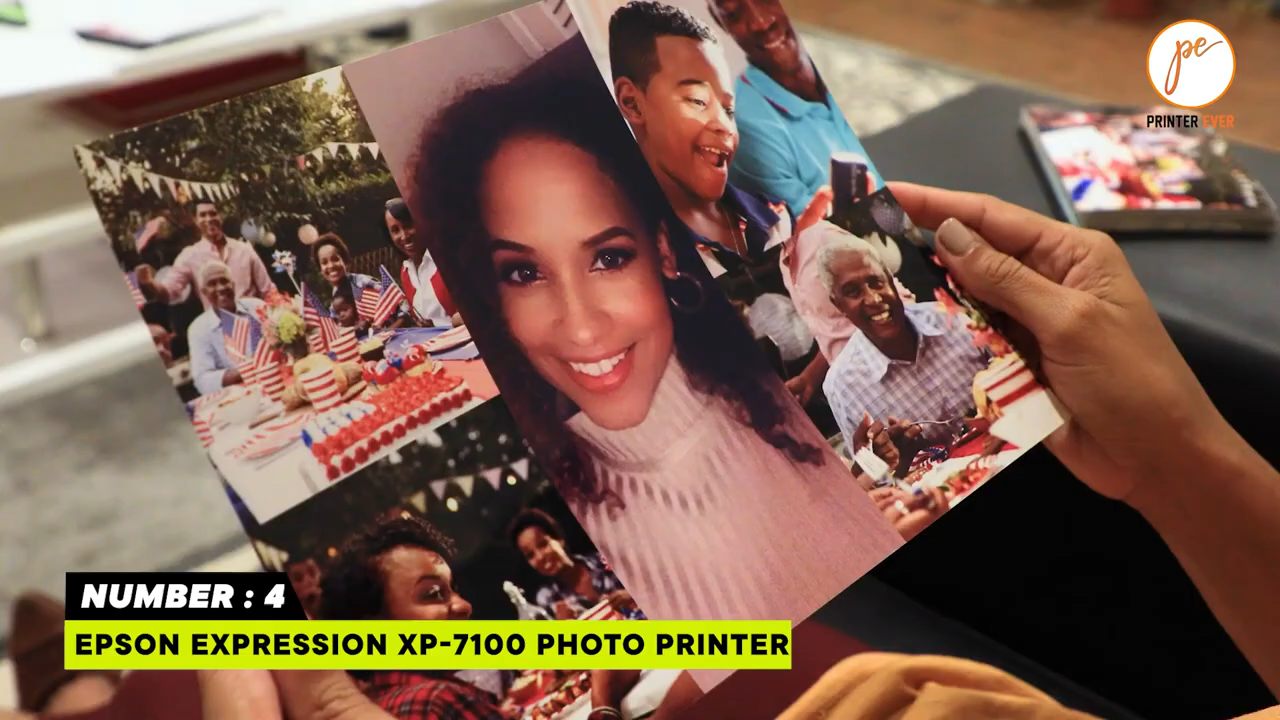 pe
PRINTER EVER
NUMBER : 4
EPSON EXPRESSION XP-7100 PHOTO PRINTER